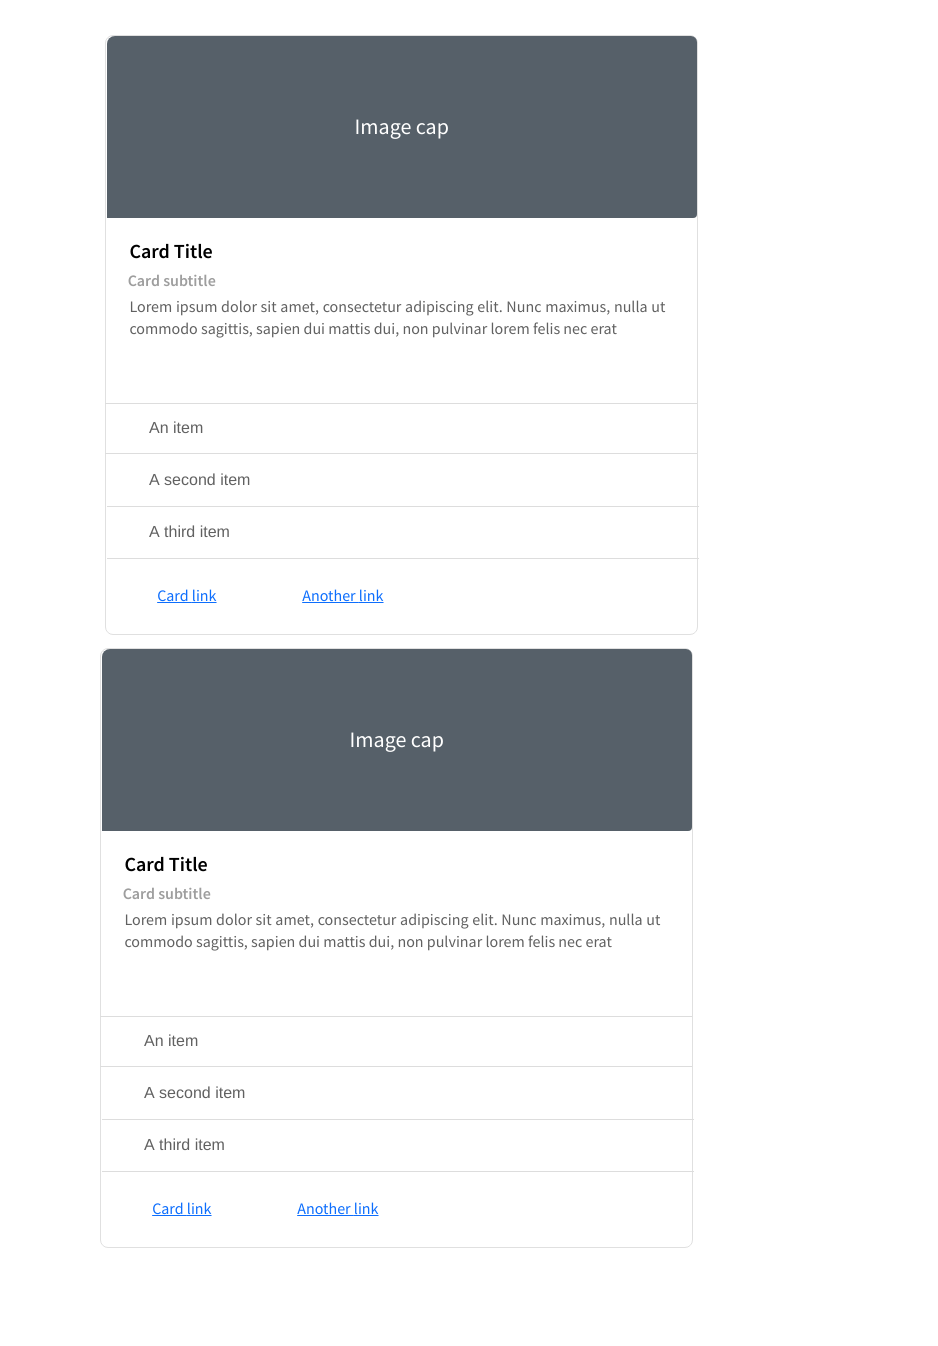 Image cap
Card Title
Card subtitle
Lorem ipsum dolor sit amet, consectetur adipiscing elit. Nunc maximus, nulla ut
commodo sagittis, sapien dui mattis dui, non pulvinar lorem felis nec erat
An item
A second item
A third item
Card link Another link
Image cap
Card Title
Card subtitle
Lorem ipsum dolor sit amet, consectetur adipiscing elit. Nunc maximus, nulla ut
commodo sagittis, sapien dui mattis dui, non pulvinar lorem felis nec erat
An item
A second item
A third item
Card link Another link